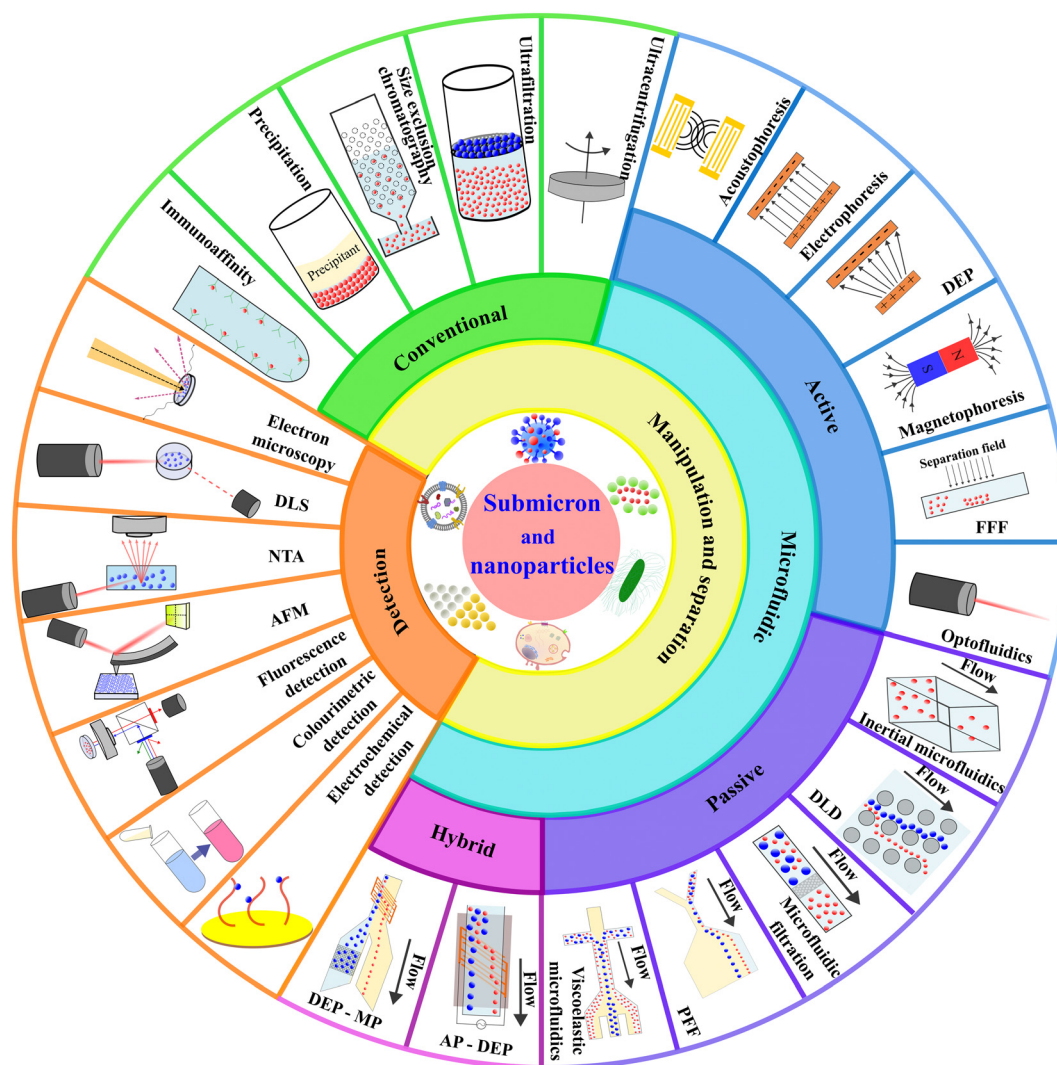 Submicron
and
nanoparticles
Manipulation and separation
Detection
Conventional
Microfluidic
Active
Passive
Hybrid
Immunoaffinity
Precipitation
Precipitant
Size exclusion
chromatography
Ultrafiltration
Ultracentrifugation
Acoustophoresis
Electrophoresis
- - - - - - -
+ + + + + +
DEP
- - - - - - -
+ + + +
Magnetophoresis
S
N
Separation field
FFF
Optofluidics
Flow
Inertial microfluidics
Flow
DLD
Flow
Microfluidic
filtration
Flow
PFF
Flow
Viscoelastic
microfluidics
Flow
AP - DEP
Flow
DEP - MP
Electrochemical
detection
Colourimetric
detection
Fluorescence
detection
AFM
NTA
DLS
Electron
microscopy